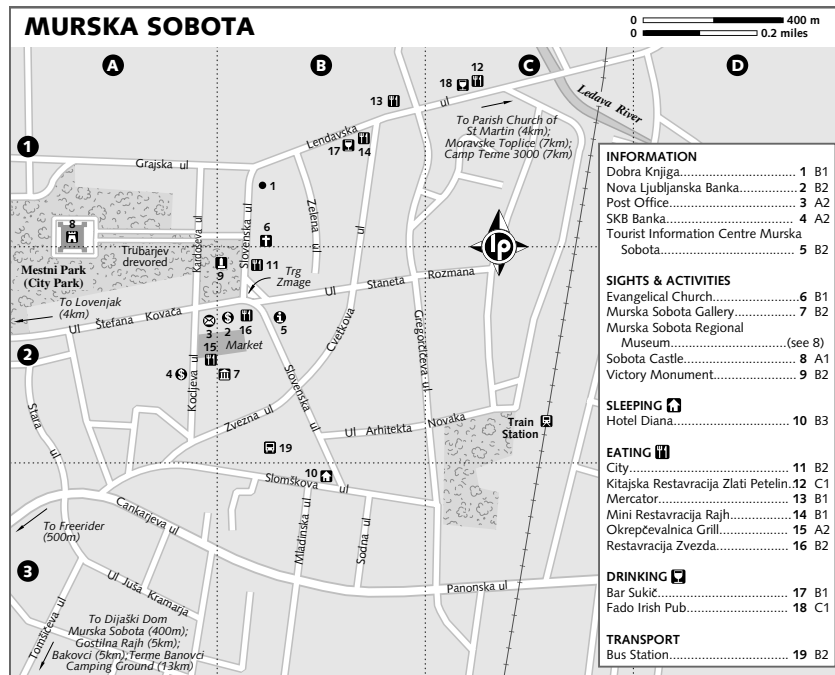 MURSKA SOBOTA
0 400 m
0 0.2 miles
A
B
C
D
1
2
3
12
18
13
ul
Lendavska
17
14
To Parish Church of
St Martin (4km);
Moravske Toplice (7km);
Camp Terme 3000 (7km)
Ledava River
Grajska ul
1
Zelena ul
Slovenska ul
Kardoševa ul
6
8
Trubarjev
drevored
Mestni Park
(City Park)
9
11
Trg
Zmage
Ul Staneta Rozmana
To Lovenjak
(4km)
Ul Štefana Kovača
3
2
16
5
15
Market
4
7
Kocljeva ul
Cvetkova ul
Gregorčičeva ul
Slovenska ul
Stara ul
Zvezna ul
Ul Arhitekta Novaka
Train
Station
19
10
Slomškova ul
Cankarjeva ul
To Freerider
(500m)
Mladinska ul
Sodna ul
Ul Juša Kramarja
Panonska ul
Tomšičeva ul
To Dijaški Dom
Murska Sobota (400m);
Gostilna Rajh (5km);
Bakovci (5km);Terme Banovci
Camping Ground (13km)
lp
INFORMATION
Dobra Knjiga 1 B1
Nova Ljubljanska Banka 2 B2
Post Office 3 A2
SKB Banka 4 A2
Tourist Information Centre Murska
Sobota 5 B2
SIGHTS & ACTIVITIES
Evangelical Church 6 B1
Murska Sobota Gallery 7 B2
Murska Sobota Regional
Museum (see 8)
Sobota Castle 8 A1
Victory Monument 9 B2
SLEEPING
Hotel Diana 10 B3
EATING
City 11 B2
Kitajska Restavracija Zlati Petelin..12 C1
Mercator 13 B1
Mini Restavracija Rajh 14 B1
Okrepčevalnica Grill 15 A2
Restavracija Zvezda 16 B2
DRINKING
Bar Sukič 17 B1
Fado Irish Pub 18 C1
TRANSPORT
Bus Station 19 B2